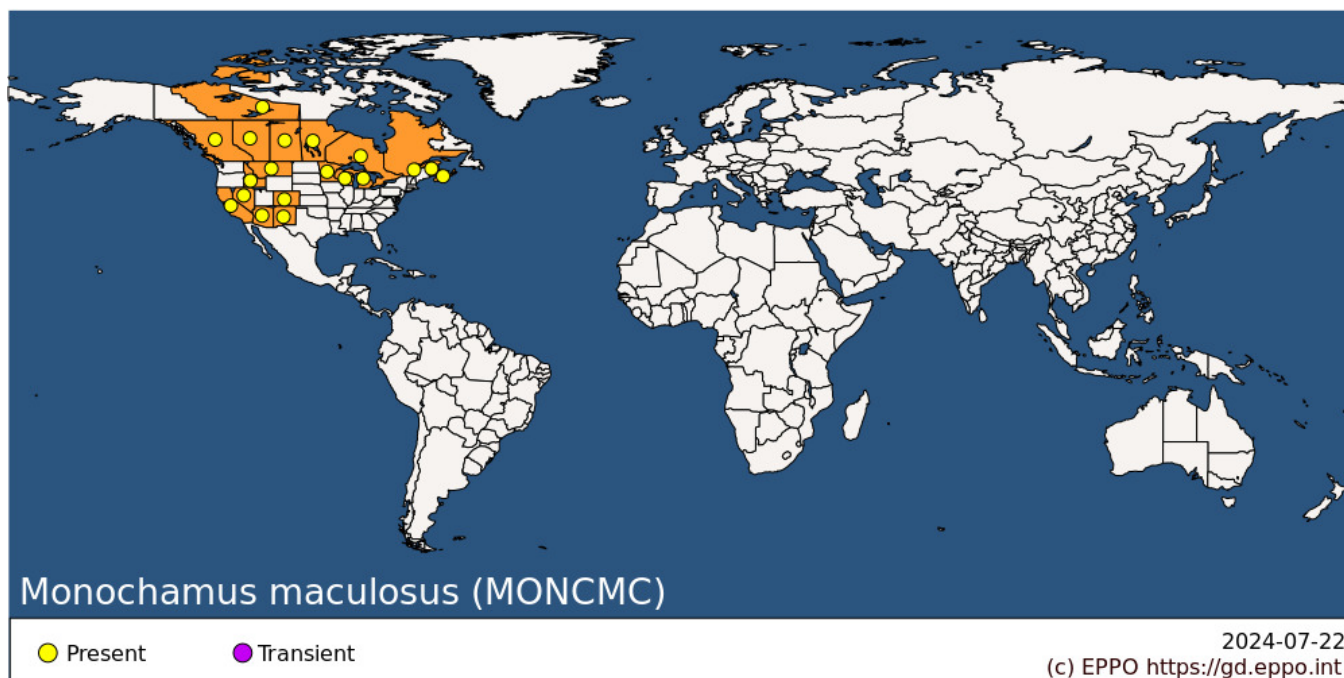 Monochamus maculosus (MONCMC)
Present
Transient
2024-07-22
(c) EPPO https://gd.eppo.int